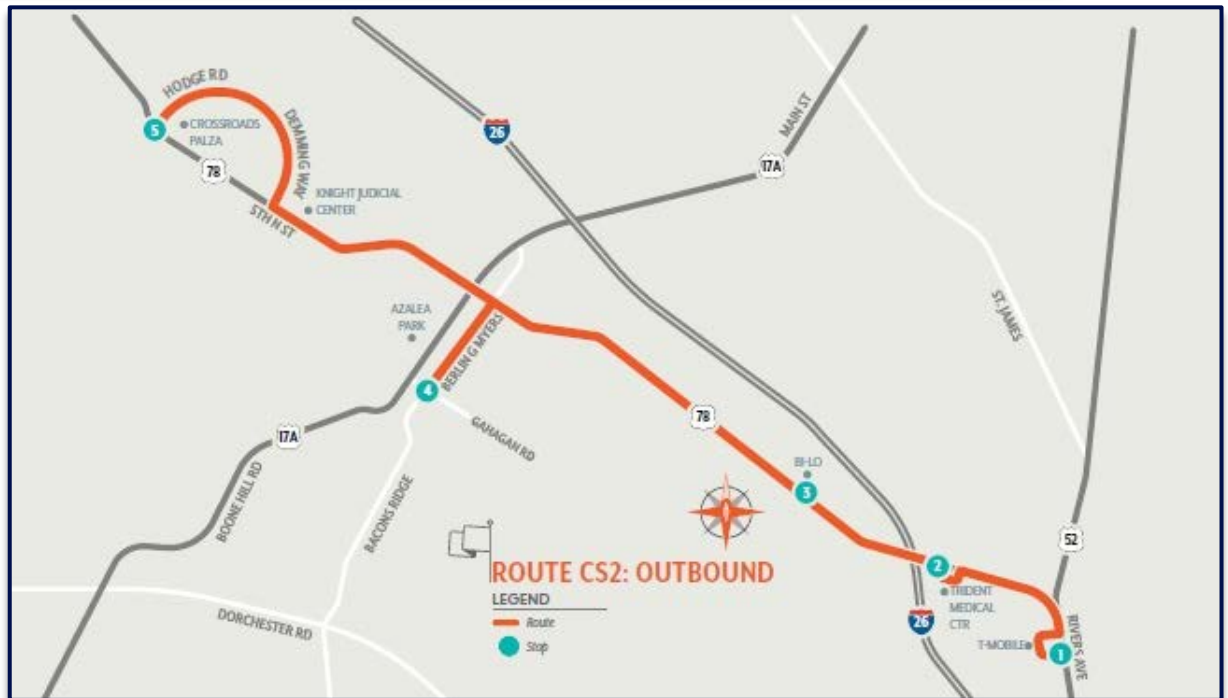 HODGE RD
5
CROSSROADS
PALZA
DEMMING WAY
78
KNIGHT JUDICIAL
CENTER
5TH N ST
26
MAIN ST
17A
ST. JAMES
AZALEA
PARK
BERLIN G MYERS
4
GAHAGAN RD
78
17A
BOONE HILL RD
BACONS RIDGE
BI-LO
3
52
2
TRIDENT
MEDICAL
CTR
26
T-MOBILE
1
RIVERS AVE
DORCHESTER RD
ROUTE CS2: OUTBOUND
LEGEND
Route
Stop